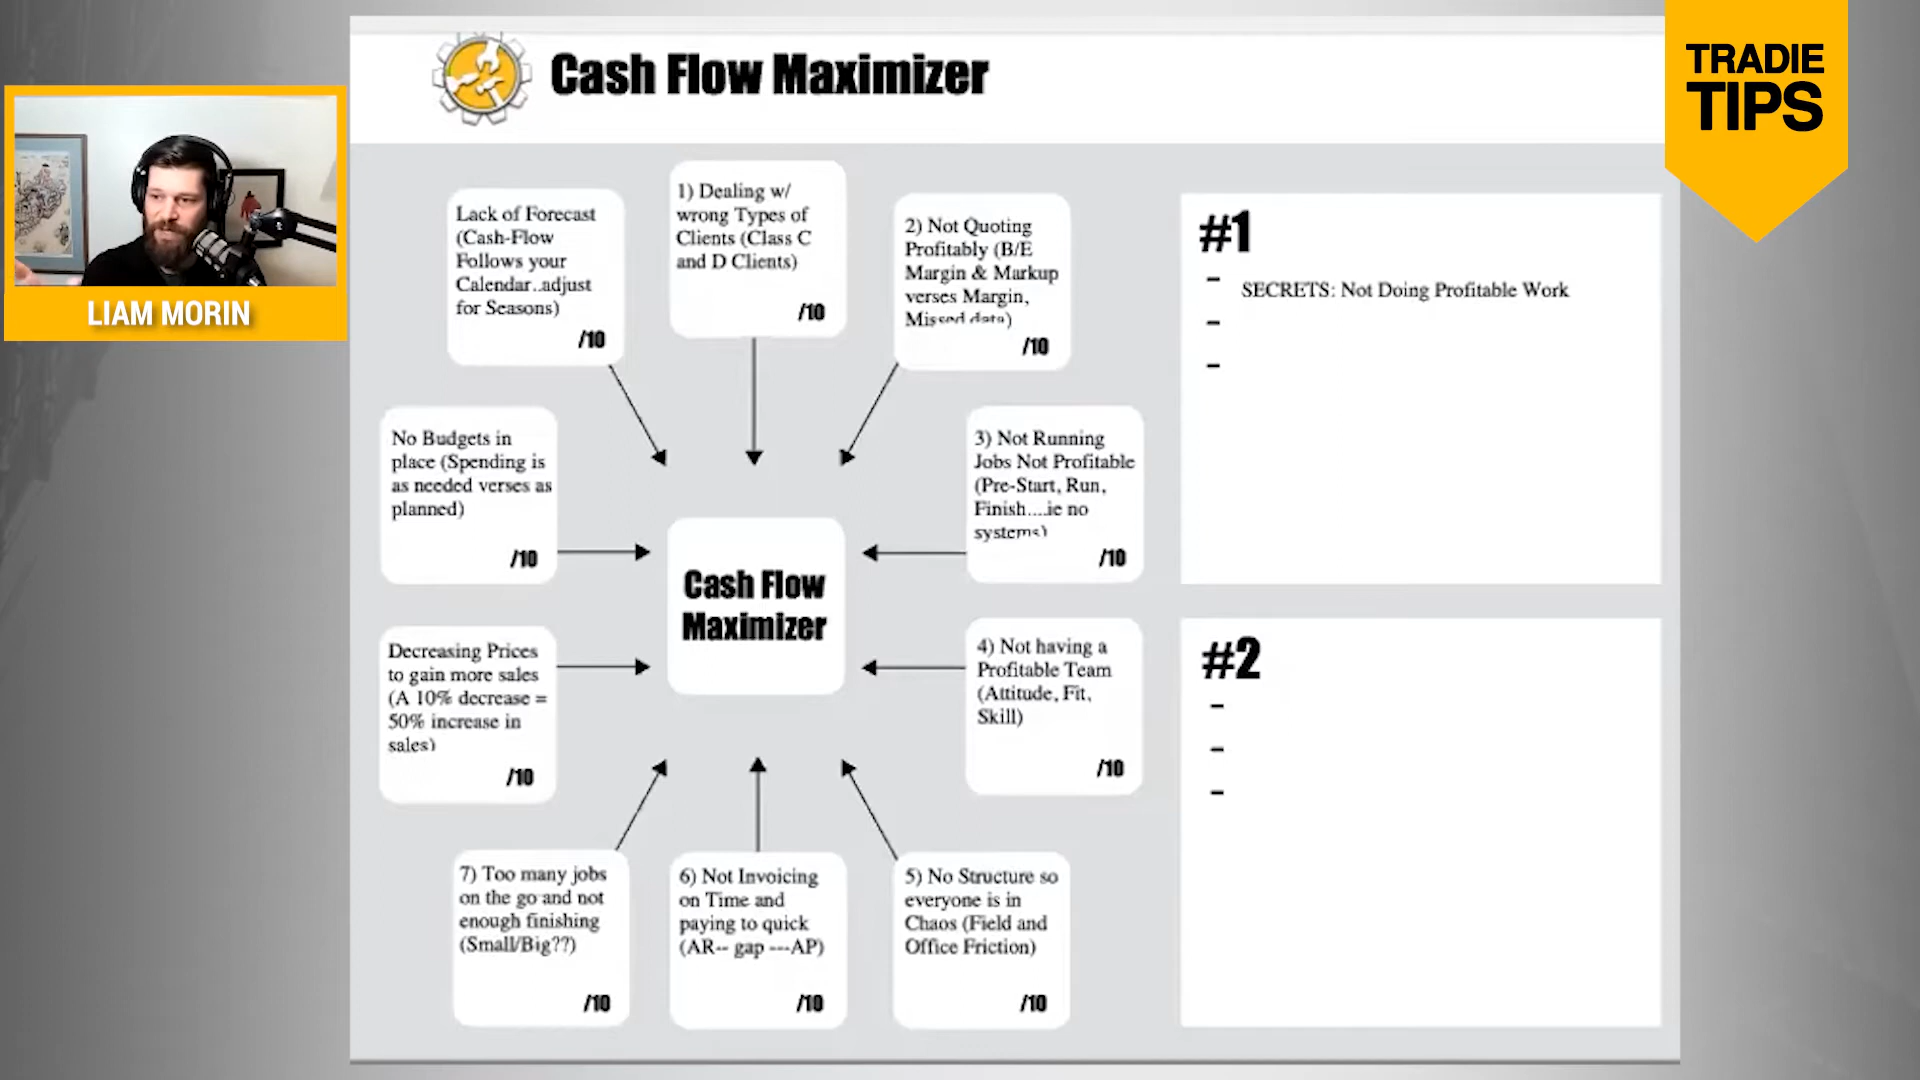 Cash Flow Maximizer
TRADIE
TIPS
LIAM MORIN
Lack of Forecast
(Cash-Flow
Follows your
Calendar..adjust
for Seasons)
/10
1) Dealing w/
wrong Types of
Clients (Class C
and D Clients)
/10
2) Not Quoting
Profitably (B/E
Margin & Markup
verses Margin,
Missed data)
/10
No Budgets in
place (Spending is
as needed verses as
planned)
/10
3) Not Running
Jobs Not Profitable
(Pre-Start, Run,
Finish....ie no
systems)
/10
Cash Flow
Maximizer
Decreasing Prices
to gain more sales
(A 10% decrease =
50% increase in
sales)
/10
4) Not having a
Profitable Team
(Attitude, Fit,
Skill)
/10
7) Too many jobs
on the go and not
enough finishing
(Small/Big??)
/10
6) Not Invoicing
on Time and
paying to quick
(AR-- gap ---AP)
/10
5) No Structure so
everyone is in
Chaos (Field and
Office Friction)
/10
#1
- SECRETS: Not Doing Profitable Work
-
-
#2
-
-
-